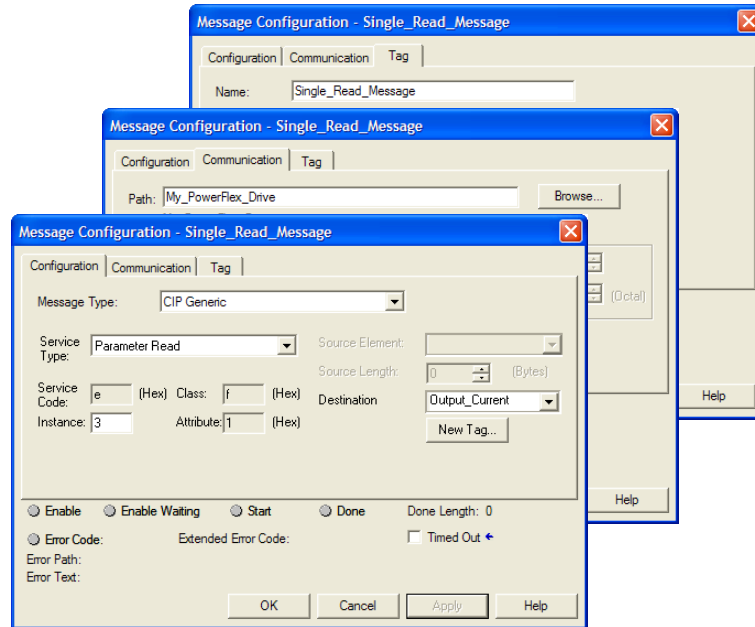 Message Configuration - Single_Read_Message
Configuration Communication Tag
Name: Single_Read_Message
Message Configuration - Single_Read_Message
Configuration Communication Tag
Path: My_PowerFlex_Drive Browse...
(Octal)
Help
Help
Message Configuration - Single_Read_Message
Configuration Communication Tag
Message Type: CIP Generic
Service Type: Parameter Read
Source Element:
Source Length: 0 (Bytes)
Service Code: e (Hex) Class: f (Hex)
Destination Output_Current
Instance: 3 Attribute: 1 (Hex)
New Tag...
Enable Enable Waiting Start Done Done Length: 0
Error Code: Extended Error Code: Timed Out
Error Path:
Error Text:
OK Cancel Apply Help